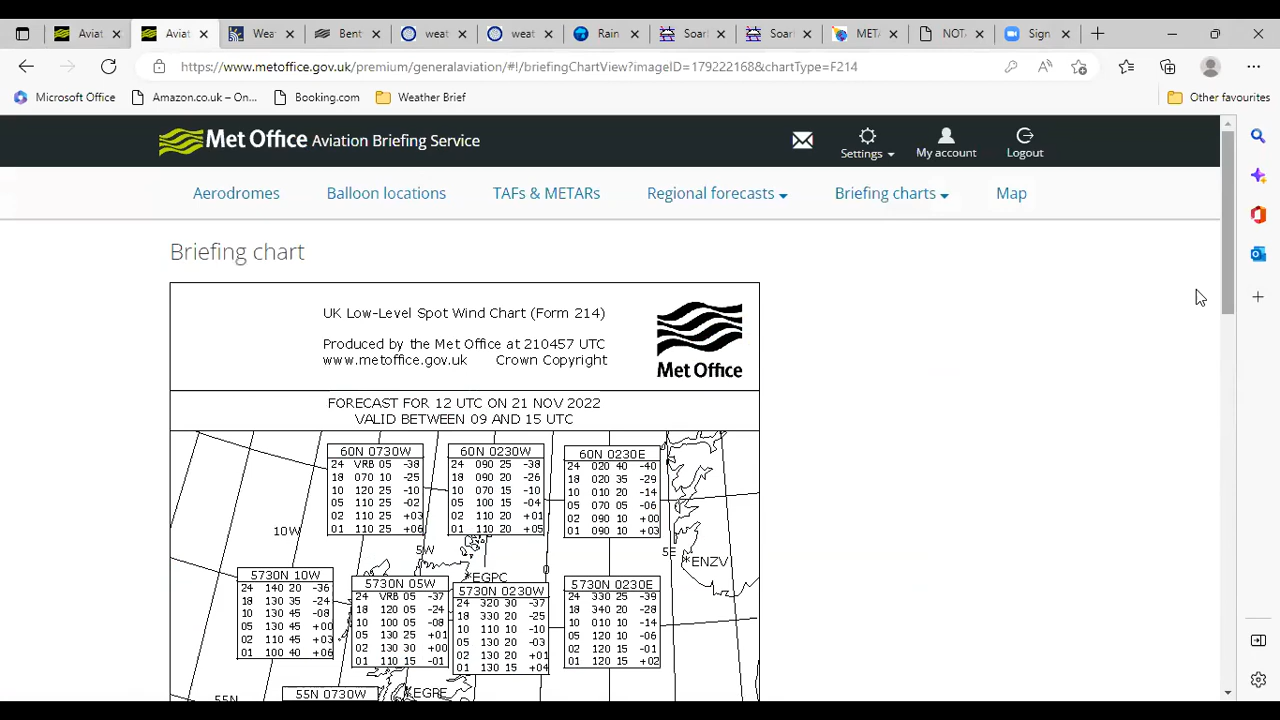 Aviat
Aviat
Wea
Bent
weat
weat
Rain
Soarl
Soarl
META
NOTA
Sign
https://www.metoffice.gov.uk/premium/generalaviation/#!/briefingChartView?imageID=179222168&chartType=F214
Microsoft Office
Amazon.co.uk – On...
Booking.com
Weather Brief
Other favourites
Met Office Aviation Briefing Service
Settings
My account
Logout
Aerodromes
Balloon locations
TAFs & METARs
Regional forecasts
Briefing charts
Map
Briefing chart
UK Low-Level Spot Wind Chart (Form 214)
Produced by the Met Office at 210457 UTC
www.metoffice.gov.uk Crown Copyright
Met Office
FORECAST FOR 12 UTC ON 21 NOV 2022
VALID BETWEEN 09 AND 15 UTC
60N 0730W
24 VRB 05 -38
18 070 10 -25
10 120 25 -10
05 110 25 -02
02 110 25 +03
01 110 25 +06
60N 0230W
24 090 25 -38
18 090 20 -26
10 070 15 -10
05 100 15 -04
02 110 20 +01
01 110 20 +05
60N 0230E
24 020 40 -40
18 020 35 -29
10 010 20 -14
05 070 05 -06
02 090 10 +00
01 090 10 +03
10W
5W
5E
0
*ENZV
*EGPC
5730N 10W
24 140 20 -36
18 130 35 -24
10 130 45 -08
05 130 45 +00
02 110 45 +03
01 100 40 +06
5730N 05W
24 VRB 05 -37
18 120 05 -24
10 100 05 -08
05 130 25 +01
02 130 30 +00
01 110 15 -01
5730N 0230W
24 320 30 -37
18 330 20 -25
10 110 10 -10
05 130 20 -03
02 130 20 +01
01 130 15 +04
5730N 0230E
24 330 25 -39
18 340 20 -28
10 010 10 -14
05 120 10 -06
02 120 15 -01
01 120 15 +02
55N
55N 0730W
*EGPF